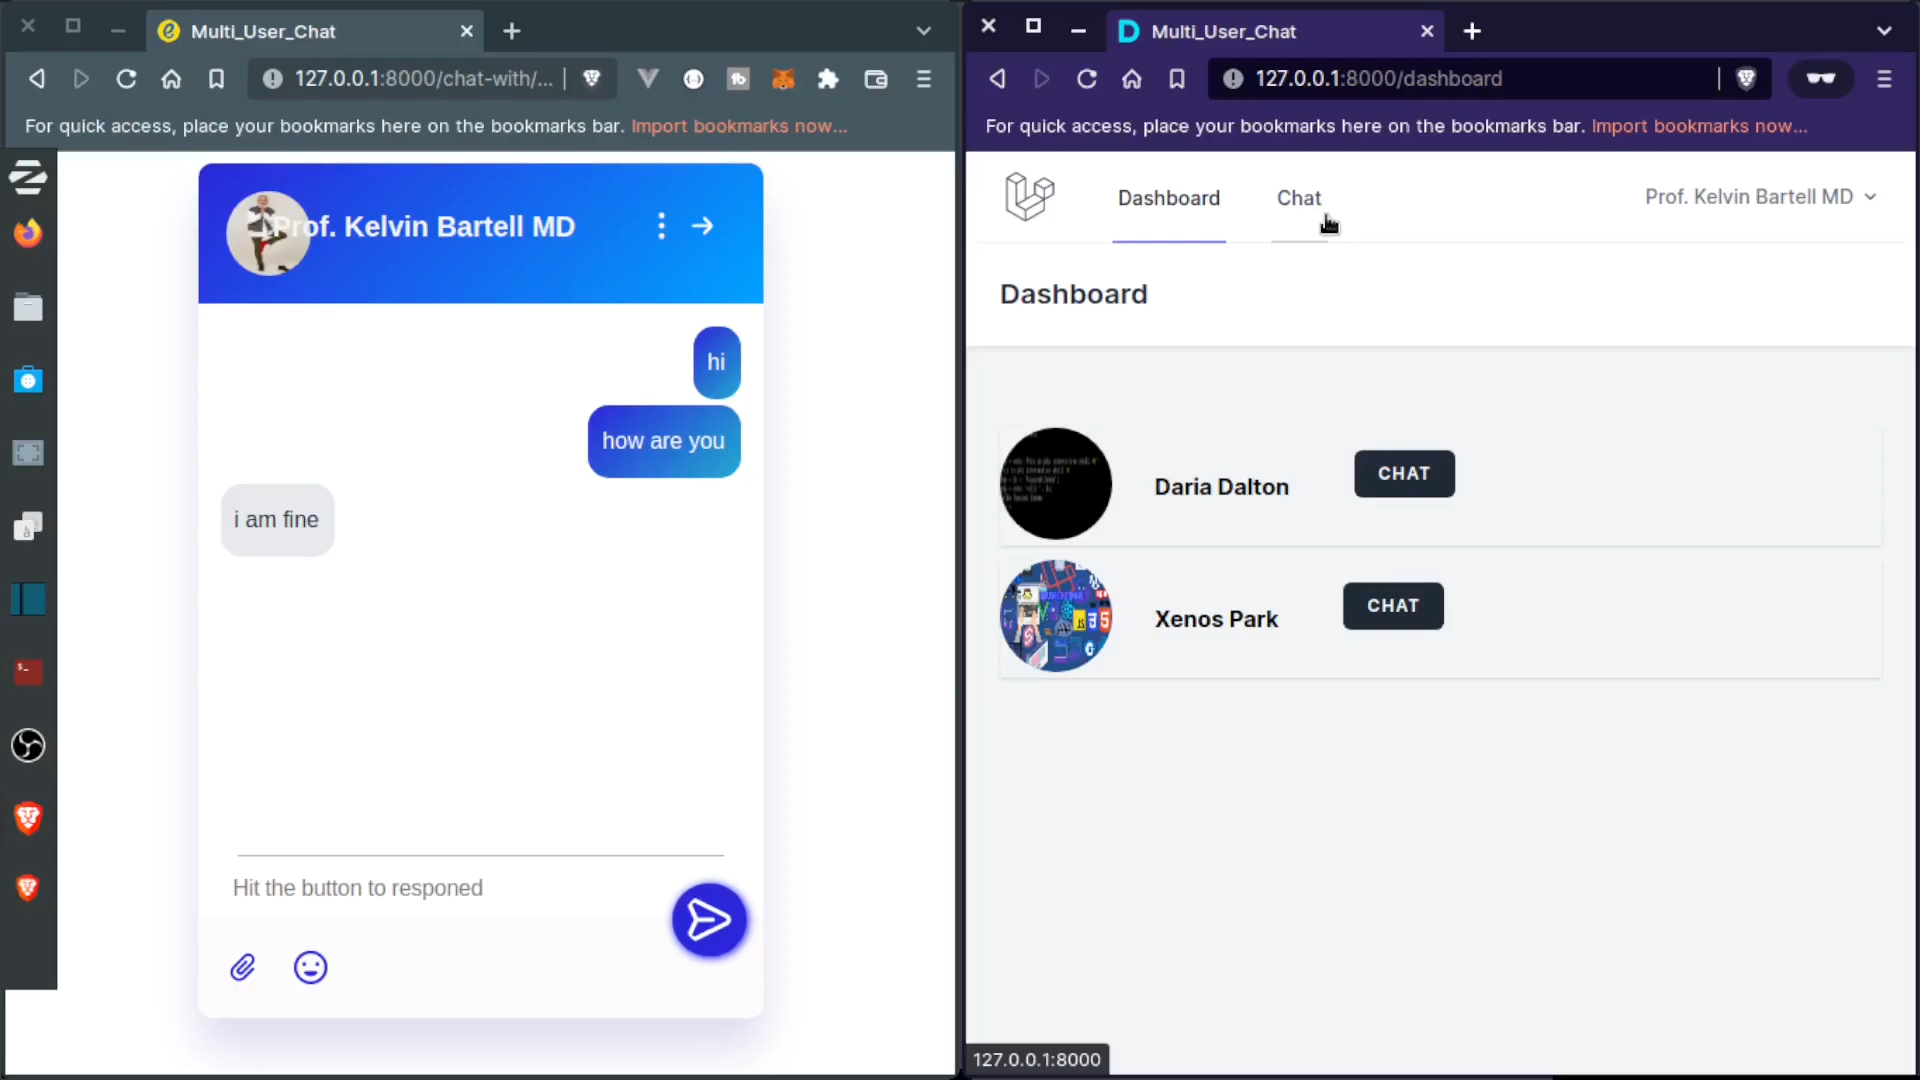 Multi_User_Chat
127.0.0.1:8000/chat-with/...
For quick access, place your bookmarks here on the bookmarks bar. Import bookmarks now...
Prof. Kelvin Bartell MD
hi
how are you
i am fine
Hit the button to responed
Multi_User_Chat
127.0.0.1:8000/dashboard
For quick access, place your bookmarks here on the bookmarks bar. Import bookmarks now...
Dashboard
Chat
Prof. Kelvin Bartell MD
Dashboard
Daria Dalton
CHAT
Xenos Park
CHAT
127.0.0.1:8000